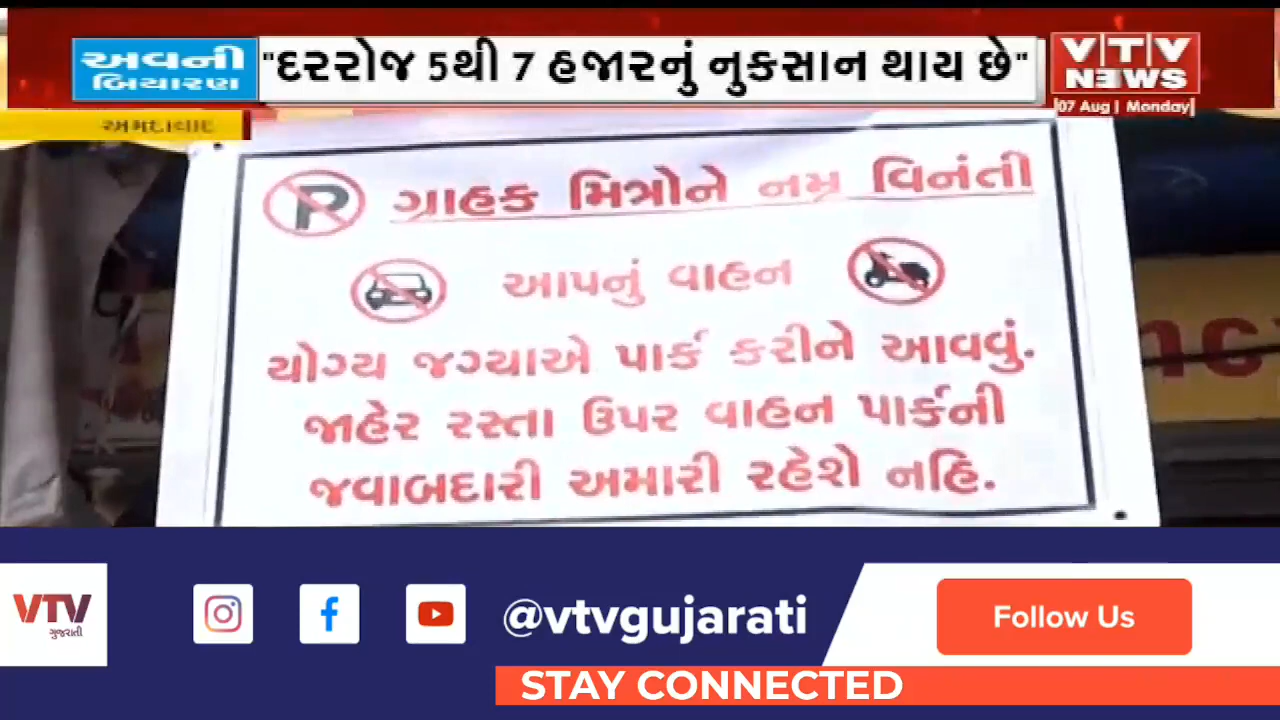 અવની
બિચારણ
"દરરોજ 5થી 7 હજારનું નુકસાન થાય છે"
VTV
NEWS
07 Aug | Monday
અમદાવાદ
P ગ્રાહક મિત્રોને નમ્ર વિનંતી
આપનું વાહન
યોગ્ય જગ્યાએ પાર્ક કરીને આવવું.
જાહેર રસ્તા ઉપર વાહન પાર્કની
જવાબદારી અમારી રહેશે નહિ.
VTV
ગુજરાતી
@vtvgujarati
Follow Us
STAY CONNECTED